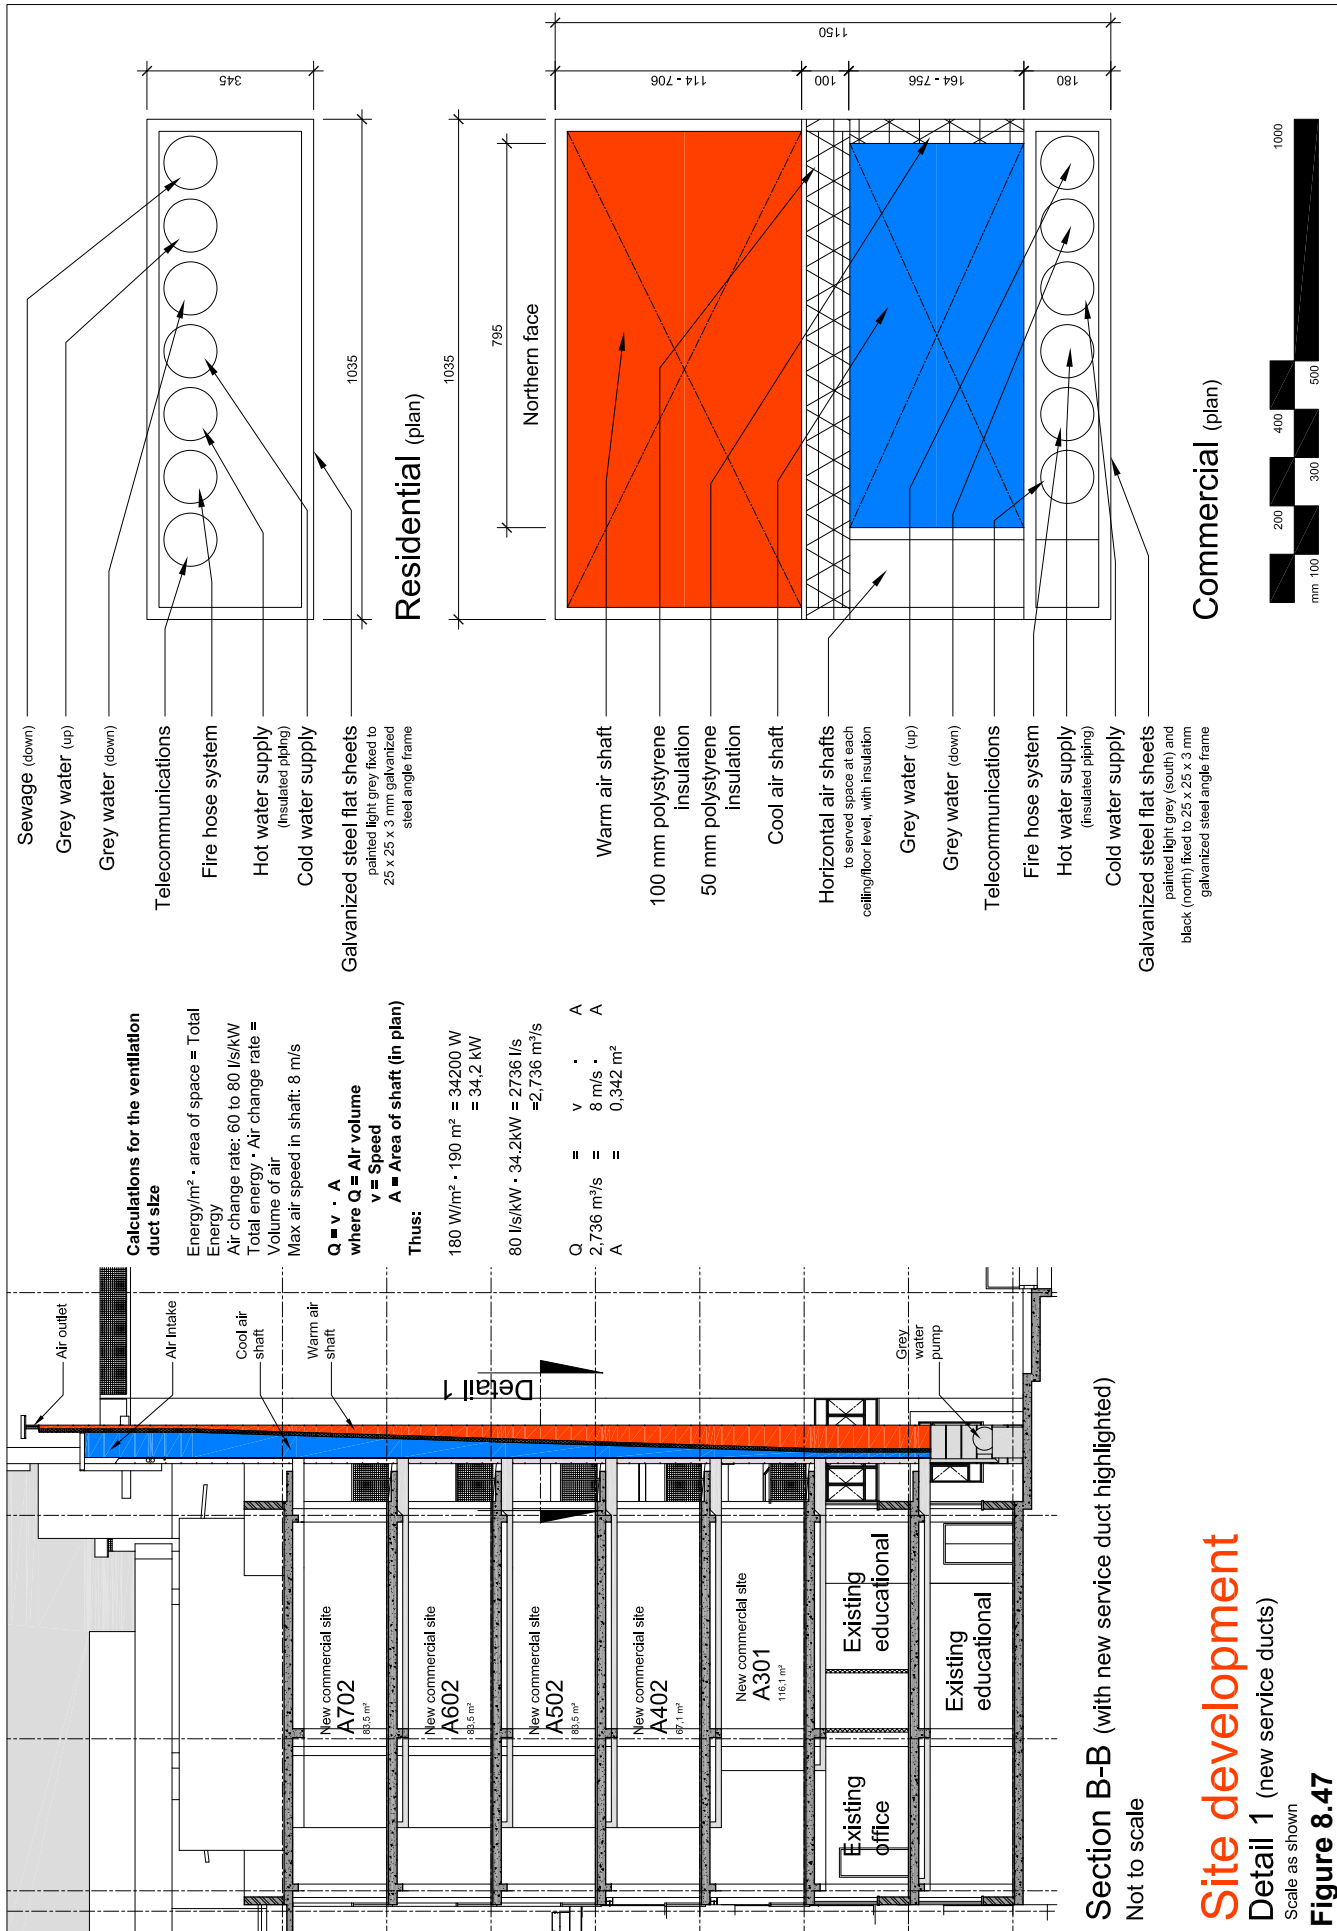 Sewage (down)
Grey water (up)
Grey water (down)
Telecommunications
Fire hose system
Hot water supply
(insulated piping)
Cold water supply
Galvanized steel flat sheets
painted light grey fixed to
25 x 25 x 3 mm galvanized
steel angle frame
345
1035
Residential (plan)
1035
795
Northern face
1150
114 - 706
100
164 - 756
180
Warm air shaft
100 mm polystyrene
insulation
50 mm polystyrene
insulation
Cool air shaft
Horizontal air shafts
to served space at each
ceiling/floor level, with insulation
Grey water (up)
Grey water (down)
Telecommunications
Fire hose system
Hot water supply
(insulated piping)
Cold water supply
Galvanized steel flat sheets
painted light grey (south) and
black (north) fixed to 25 x 25 x 3 mm
galvanized steel angle frame
Commercial (plan)
mm 100
200
300
400
500
1000
Calculations for the ventilation
duct size
Energy/m² · area of space = Total
Energy
Air change rate: 60 to 80 l/s/kW
Total energy · Air change rate =
Volume of air
Max air speed in shaft: 8 m/s
Q = v · A
where Q = Air volume
v = Speed
A = Area of shaft (in plan)
Thus:
180 W/m² · 190 m² = 34200 W
= 34,2 kW
80 l/s/kW · 34.2kW = 2736 l/s
=2,736 m³/s
Q = v · A
2,736 m³/s = 8 m/s · A
A = 0,342 m²
Air outlet
Air intake
Cool air
shaft
Warm air
shaft
Detail 1
Grey
water
pump
New commercial site
A702
83,5 m²
New commercial site
A602
83,5 m²
New commercial site
A502
83,5 m²
New commercial site
A402
67,1 m²
New commercial site
A301
116,1 m²
Existing
educational
Existing
office
Existing
educational
Section B-B (with new service duct highlighted)
Not to scale
Site development
Detail 1 (new service ducts)
Scale as shown
Figure 8.47